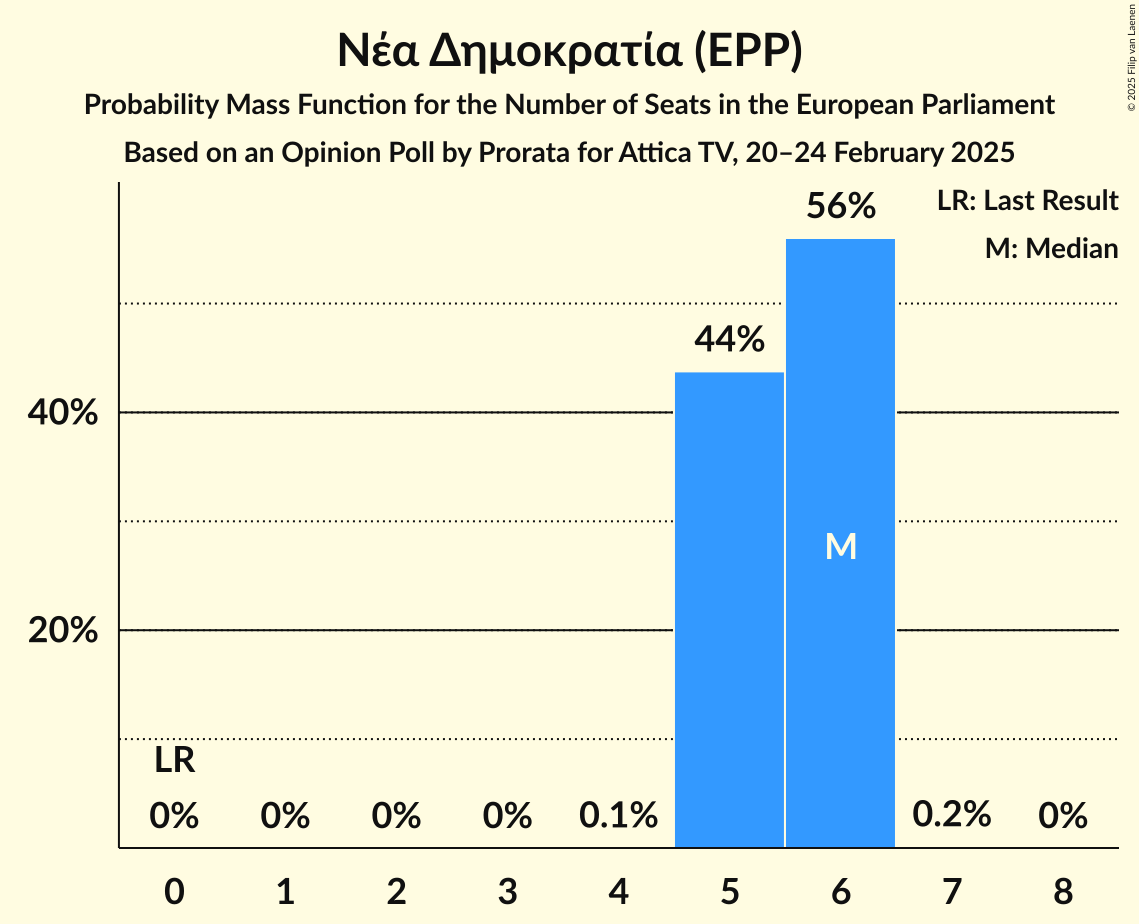 Νέα Δημοκρατία (EPP)
Probability Mass Function for the Number of Seats in the European Parliament
Based on an Opinion Poll by Prorata for Attica TV, 20–24 February 2025
© 2025 Filip van Laenen
LR: Last Result
M: Median
56%
44%
40%
M
20%
LR
0% 0% 0% 0% 0.1% 0.2% 0%
0 1 2 3 4 5 6 7 8